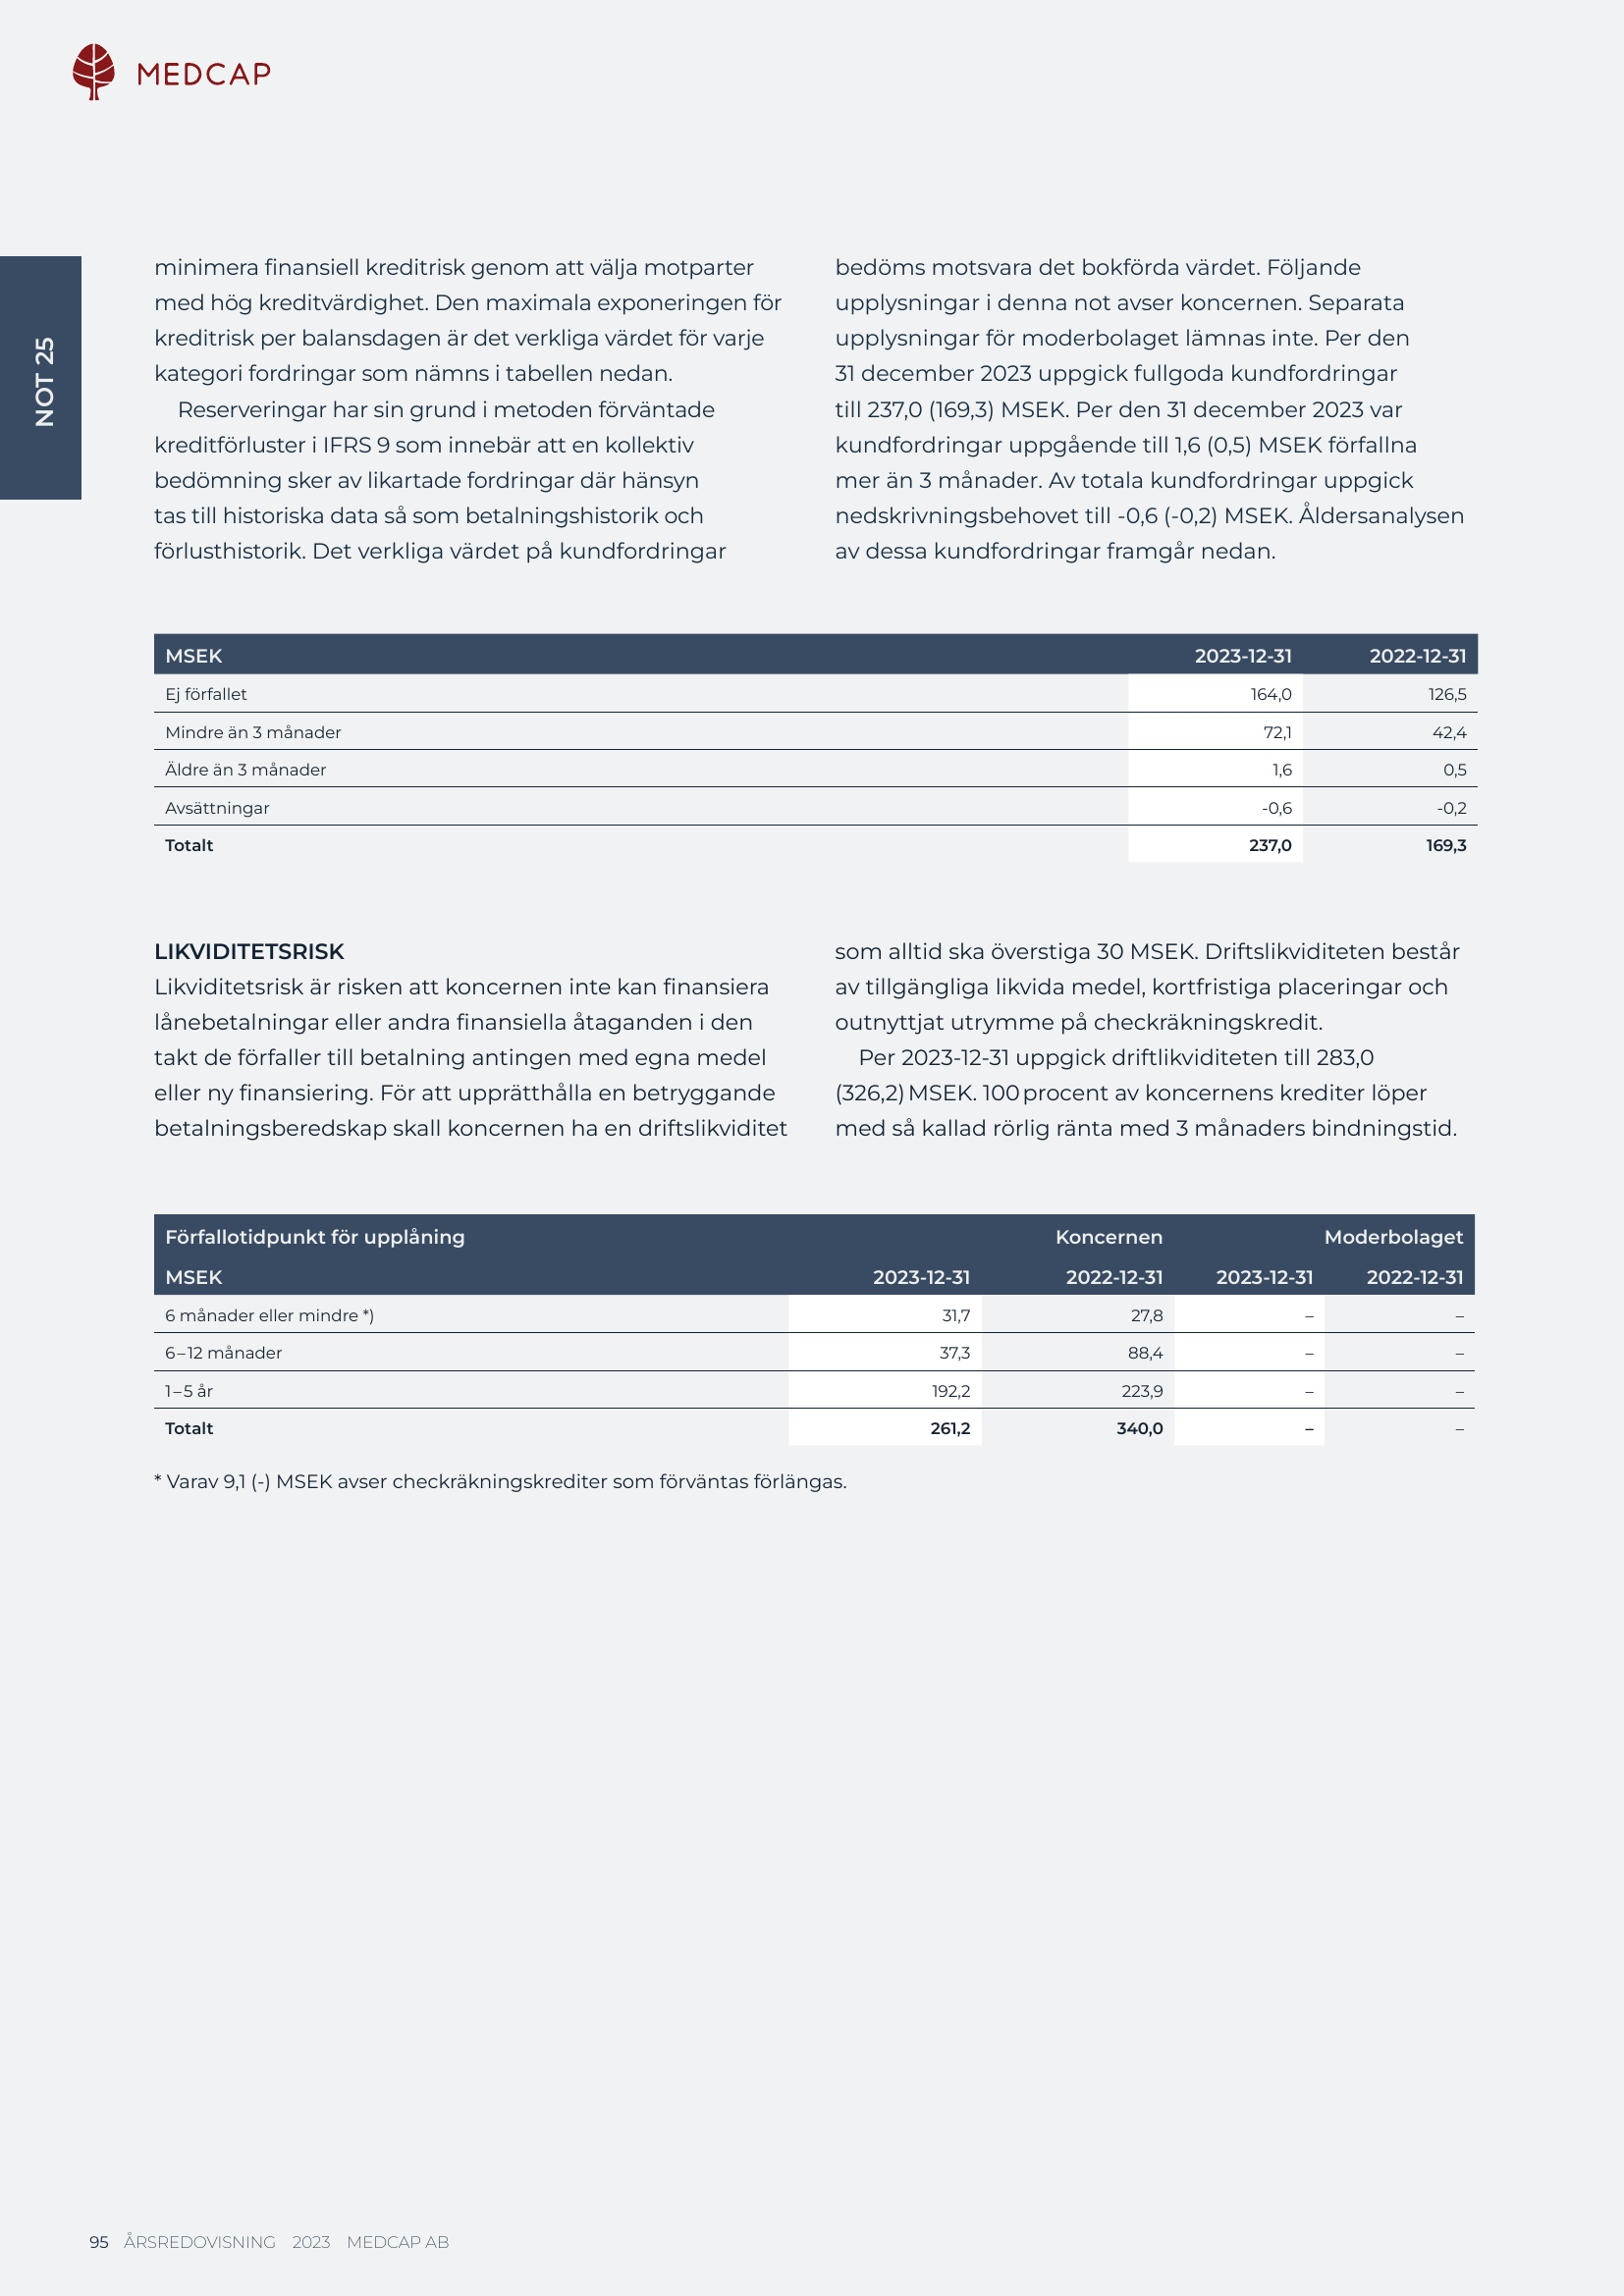 MEDCAP
NOT 25
minimera finansiell kreditrisk genom att välja motparter
med hög kreditvärdighet. Den maximala exponeringen för
kreditrisk per balansdagen är det verkliga värdet för varje
kategori fordringar som nämns i tabellen nedan.
Reserveringar har sin grund i metoden förväntade
kreditförluster i IFRS 9 som innebär att en kollektiv
bedömning sker av likartade fordringar där hänsyn
tas till historiska data så som betalningshistorik och
förlusthistorik. Det verkliga värdet på kundfordringar
bedöms motsvara det bokförda värdet. Följande
upplysningar i denna not avser koncernen. Separata
upplysningar för moderbolaget lämnas inte. Per den
31 december 2023 uppgick fullgoda kundfordringar
till 237,0 (169,3) MSEK. Per den 31 december 2023 var
kundfordringar uppgående till 1,6 (0,5) MSEK förfallna
mer än 3 månader. Av totala kundfordringar uppgick
nedskrivningsbehovet till -0,6 (-0,2) MSEK. Åldersanalysen
av dessa kundfordringar framgår nedan.
MSEK 2023-12-31 2022-12-31
Ej förfallet 164,0 126,5
Mindre än 3 månader 72,1 42,4
Äldre än 3 månader 1,6 0,5
Avsättningar -0,6 -0,2
Totalt 237,0 169,3
LIKVIDITETSRISK
Likviditetsrisk är risken att koncernen inte kan finansiera
lånebetalningar eller andra finansiella åtaganden i den
takt de förfaller till betalning antingen med egna medel
eller ny finansiering. För att upprätthålla en betryggande
betalningsberedskap skall koncernen ha en driftslikviditet
som alltid ska överstiga 30 MSEK. Driftslikviditeten består
av tillgängliga likvida medel, kortfristiga placeringar och
outnyttjat utrymme på checkräkningskredit.
Per 2023-12-31 uppgick driftlikviditeten till 283,0
(326,2) MSEK. 100 procent av koncernens krediter löper
med så kallad rörlig ränta med 3 månaders bindningstid.
Förfallotidpunkt för upplåning Koncernen Moderbolaget
MSEK 2023-12-31 2022-12-31 2023-12-31 2022-12-31
6 månader eller mindre *) 31,7 27,8 – –
6–12 månader 37,3 88,4 – –
1–5 år 192,2 223,9 – –
Totalt 261,2 340,0 – –
* Varav 9,1 (-) MSEK avser checkräkningskrediter som förväntas förlängas.
95 ÅRSREDOVISNING 2023 MEDCAP AB